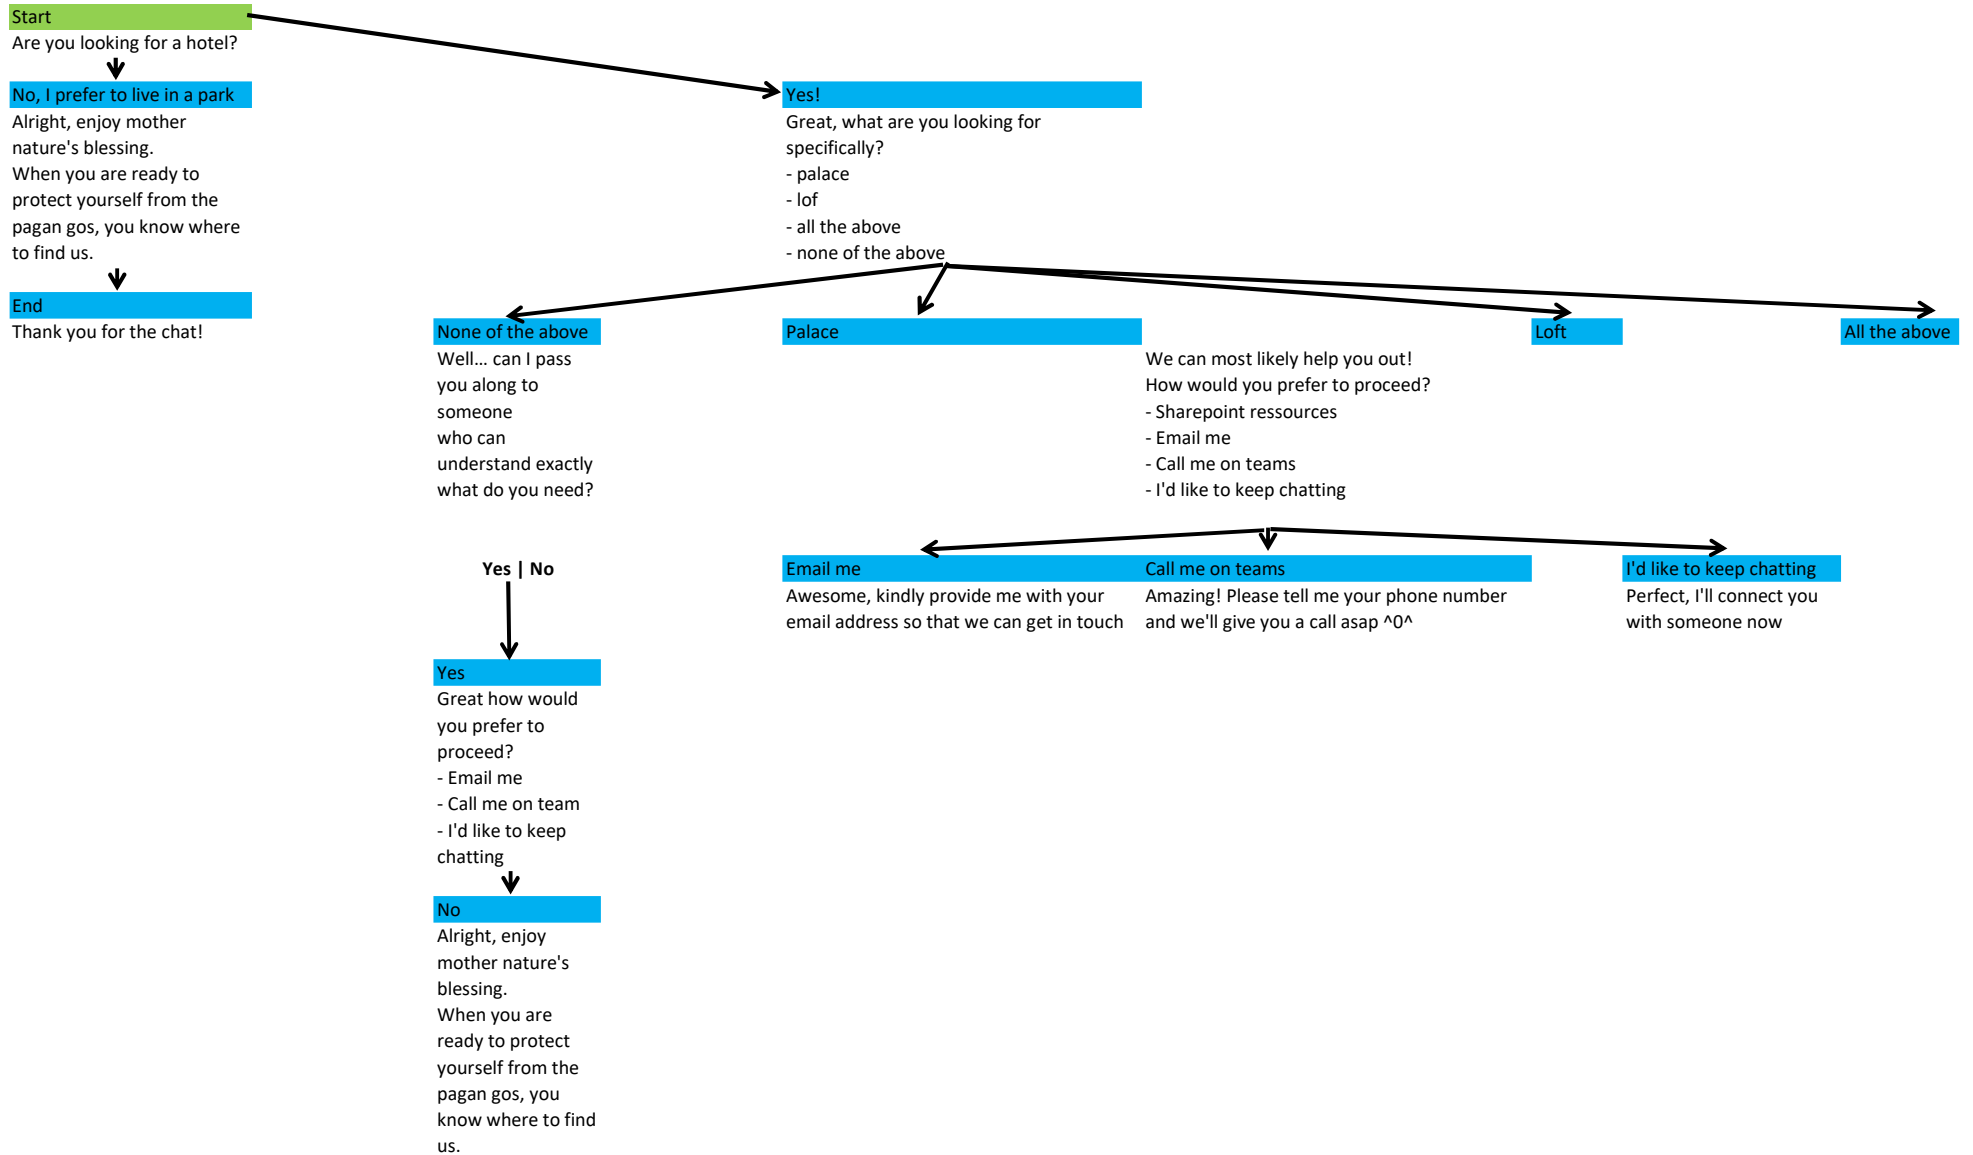 Start
Are you looking for a hotel?
No, I prefer to live in a park
Alright, enjoy mother
nature's blessing.
When you are ready to
protect yourself from the
pagan gos, you know where
to find us.
End
Thank you for the chat!
Yes!
Great, what are you looking for
specifically?
- palace
- lof
- all the above
- none of the above
None of the above
Well... can I pass
you along to
someone
who can
understand exactly
what do you need?
Yes | No
Yes
Great how would
you prefer to
proceed?
- Email me
- Call me on team
- I'd like to keep
chatting
No
Alright, enjoy
mother nature's
blessing.
When you are
ready to protect
yourself from the
pagan gos, you
know where to find
us.
Palace
Loft
All the above
We can most likely help you out!
How would you prefer to proceed?
- Sharepoint ressources
- Email me
- Call me on teams
- I'd like to keep chatting
Email me
Awesome, kindly provide me with your
email address so that we can get in touch
Call me on teams
Amazing! Please tell me your phone number
and we'll give you a call asap ^0^
I'd like to keep chatting
Perfect, I'll connect you
with someone now